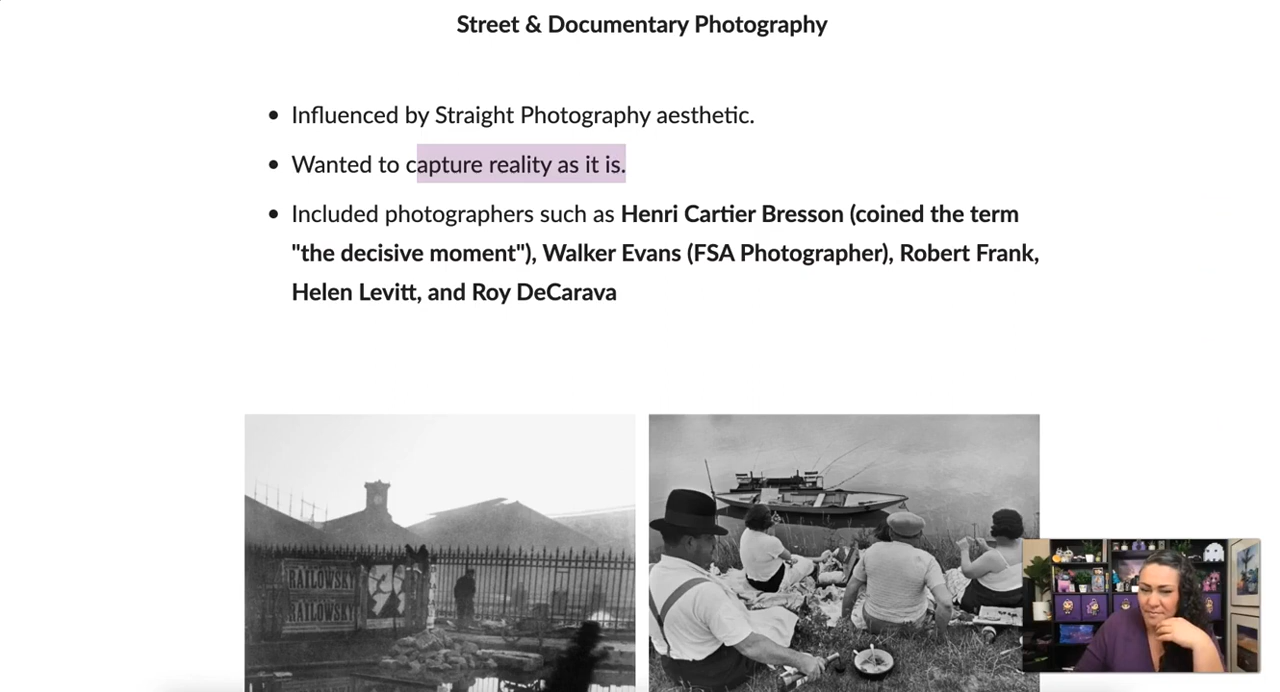 Street & Documentary Photography
• Influenced by Straight Photography aesthetic.
• Wanted to capture reality as it is.
• Included photographers such as Henri Cartier Bresson (coined the term
"the decisive moment"), Walker Evans (FSA Photographer), Robert Frank,
Helen Levitt, and Roy DeCarava
RAILOWSKY
RAILOWSKY